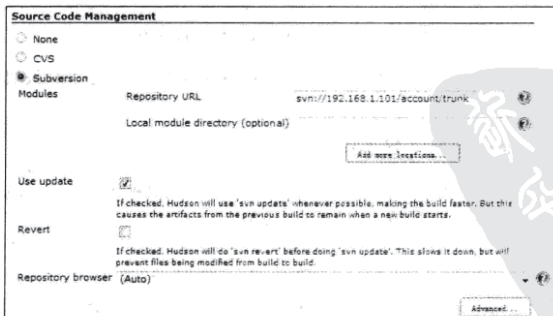 Source Code Management
None
CVS
Subversion
Modules
Repository URL svn://192.168.1.101/account/trunk
Local module directory (optional)
Add more locations...
Use update
If checked, Hudson will use 'svn update' whenever possible, making the build faster. But this
causes the artifacts from the previous build to remain when a new build starts.
Revert
If checked, Hudson will do 'svn revert' before doing 'svn update'. This slows it down, but will
prevent files being modified from build to build.
Repository browser (Auto)
Advanced...